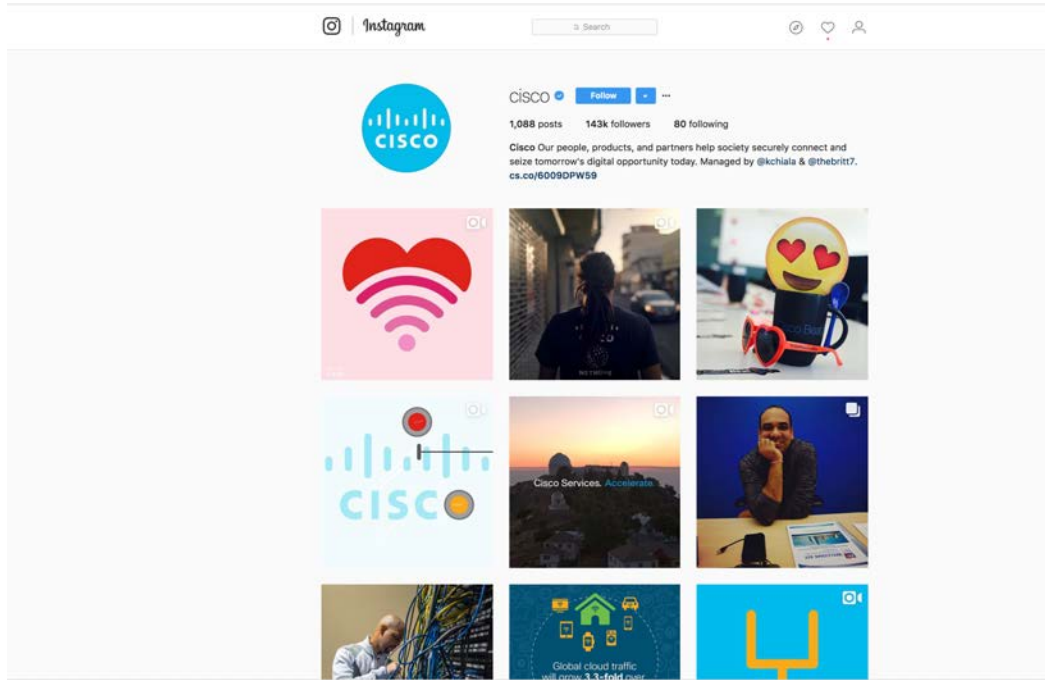 Instagram
Search
CISCO
cisco Follow
1,088 posts 143k followers 80 following
Cisco Our people, products, and partners help society securely connect and
seize tomorrow's digital opportunity today. Managed by @kchiala & @thebritt7.
cs.co/6009DPW59
NETWORK
CISCO
Cisco Services. Accelerate.
Global cloud traffic
will grow 3.3-fold over